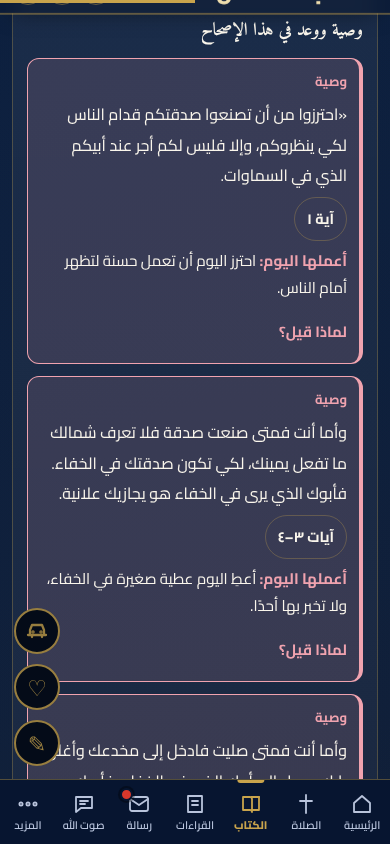 وصية ووعد في هذا الإصحاح
وصية
«احترزوا من أن تصنعوا صدقتكم قدام الناس
لكي ينظروكم، وإلا فليس لكم أجر عند أبيكم
الذي في السماوات.
آية ١
أعملها اليوم: احترز اليوم أن تعمل حسنة لتظهر
أمام الناس.
لماذا قيل؟
وصية
وأما أنت فمتى صنعت صدقة فلا تعرف شمالك
ما تفعل يمينك، لكي تكون صدقتك في الخفاء.
فأبوك الذي يرى في الخفاء هو يجازيك علانية.
آيات ٣–٤
أعملها اليوم: أعطِ اليوم عطية صغيرة في الخفاء،
ولا تخبر بها أحدًا.
لماذا قيل؟
وصية
وأما أنت فمتى صليت فادخل إلى مخدعك
الرئيسية
الصلاة
الكتاب
القراءات
رسالة
صوت الله
المزيد